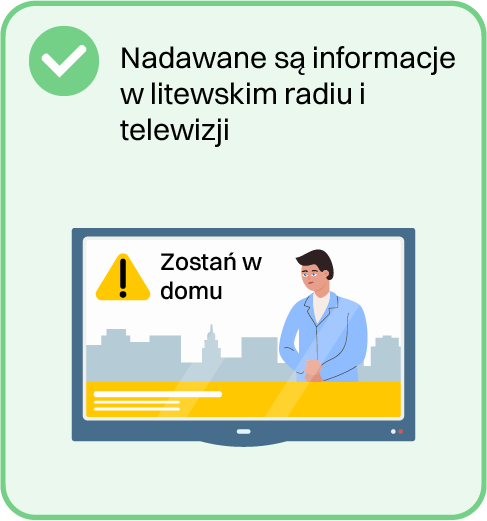 Nadawane są informacje
w litewskim radiu i
telewizji
Zostań w
domu